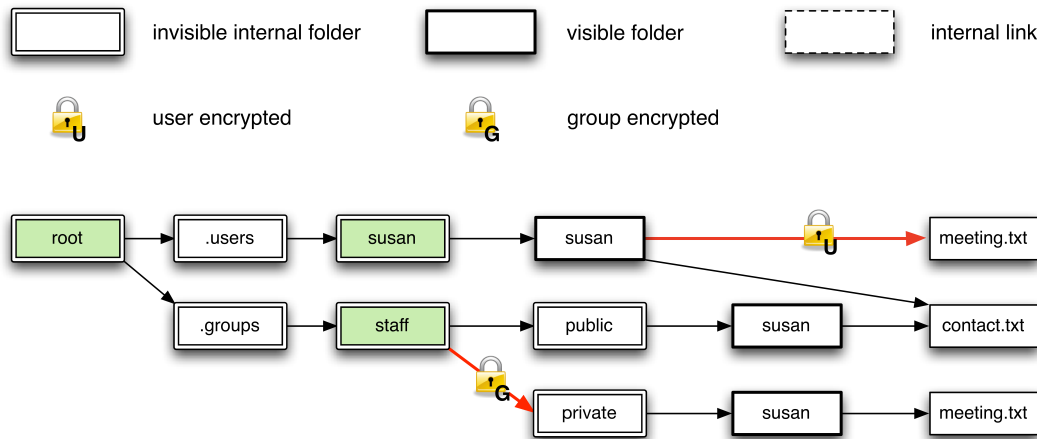 invisible internal folder
visible folder
internal link
U
user encrypted
G
group encrypted
root
.users
susan
susan
U
meeting.txt
.groups
staff
public
susan
contact.txt
G
private
susan
meeting.txt